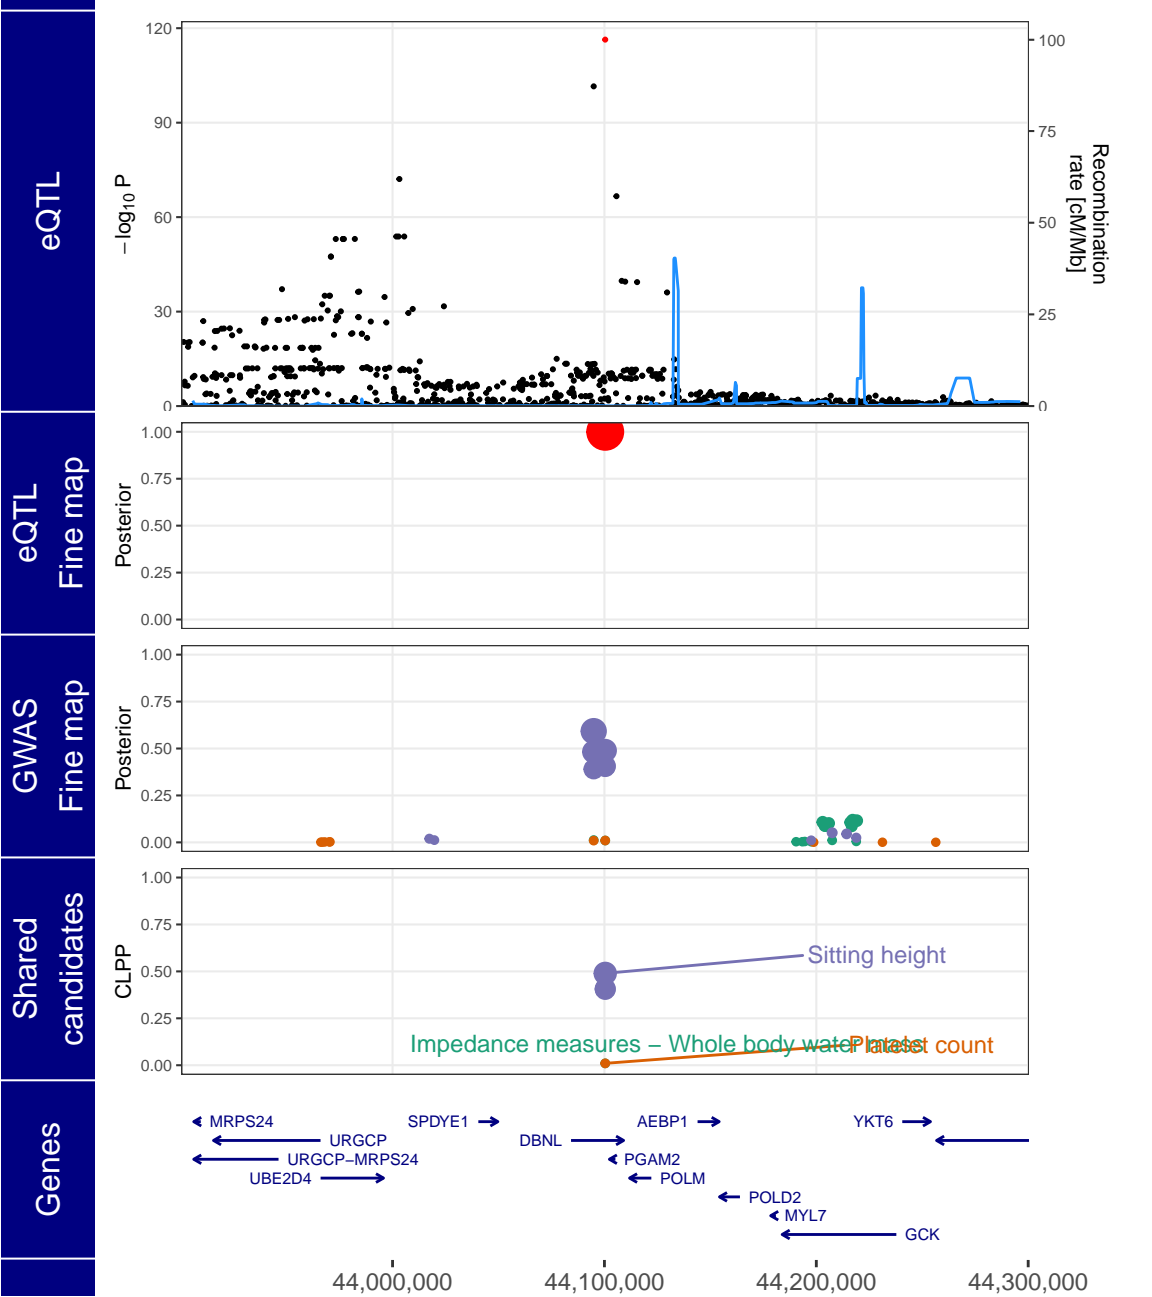 eQTL
− log10 P
120
90
60
30
0
100
75
50
25
0
Recombination
rate [cM/Mb]
eQTL
Fine map
Posterior
1.00
0.75
0.50
0.25
0.00
GWAS
Fine map
Posterior
1.00
0.75
0.50
0.25
0.00
Shared
candidates
CLPP
1.00
0.75
0.50
0.25
0.00
Sitting height
Impedance measures − Whole body water mass
Platelet count
Genes
MRPS24 SPDYE1 AEBP1 YKT6
URGCP DBNL
URGCP−MRPS24 PGAM2
UBE2D4 POLM
POLD2
MYL7
GCK
44,000,000 44,100,000 44,200,000 44,300,000